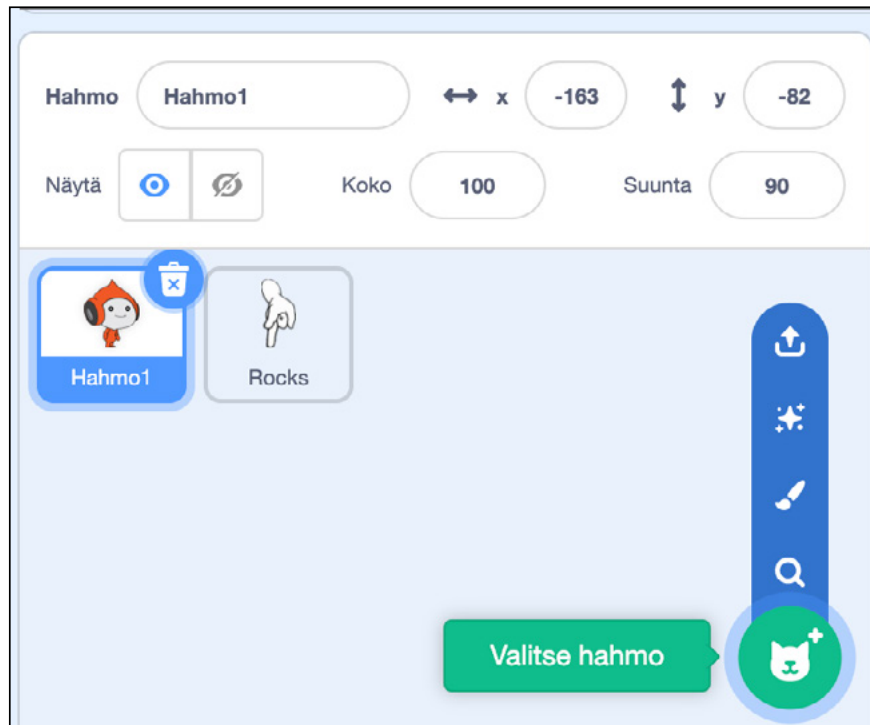 Hahmo Hahmo1 x -163 y -82
Näytä Koko 100 Suunta 90
Hahmo1 Rocks
Valitse hahmo